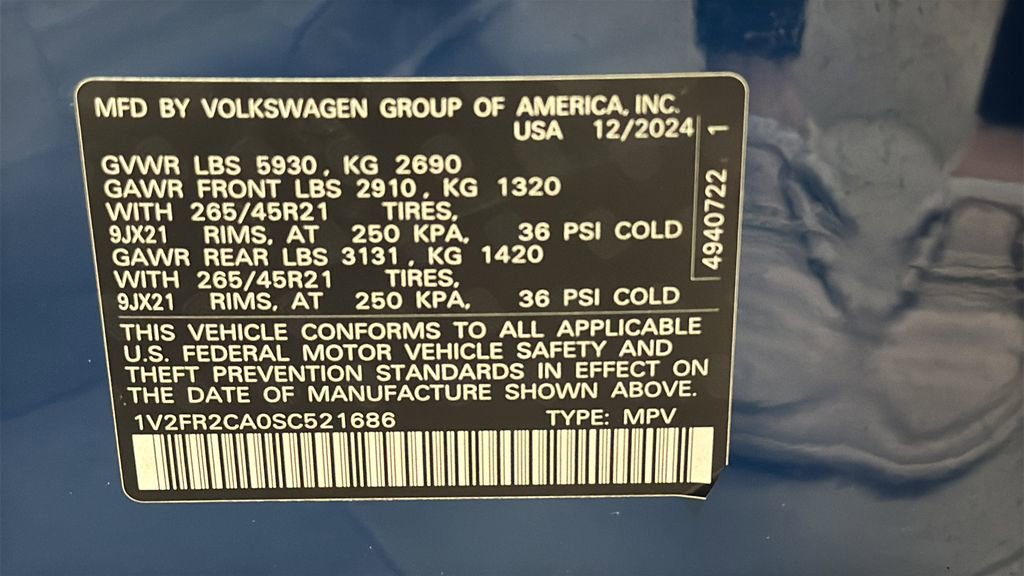 MFD BY VOLKSWAGEN GROUP OF AMERICA, INC.
USA 12/2024
GVWR LBS 5930, KG 2690
GAWR FRONT LBS 2910, KG 1320
WITH 265/45R21 TIRES,
9JX21 RIMS, AT 250 KPA, 36 PSI COLD
GAWR REAR LBS 3131, KG 1420
WITH 265/45R21 TIRES,
9JX21 RIMS, AT 250 KPA, 36 PSI COLD
4940722 1
THIS VEHICLE CONFORMS TO ALL APPLICABLE
U.S. FEDERAL MOTOR VEHICLE SAFETY AND
THEFT PREVENTION STANDARDS IN EFFECT ON
THE DATE OF MANUFACTURE SHOWN ABOVE.
1V2FR2CA0SC521686 TYPE: MPV